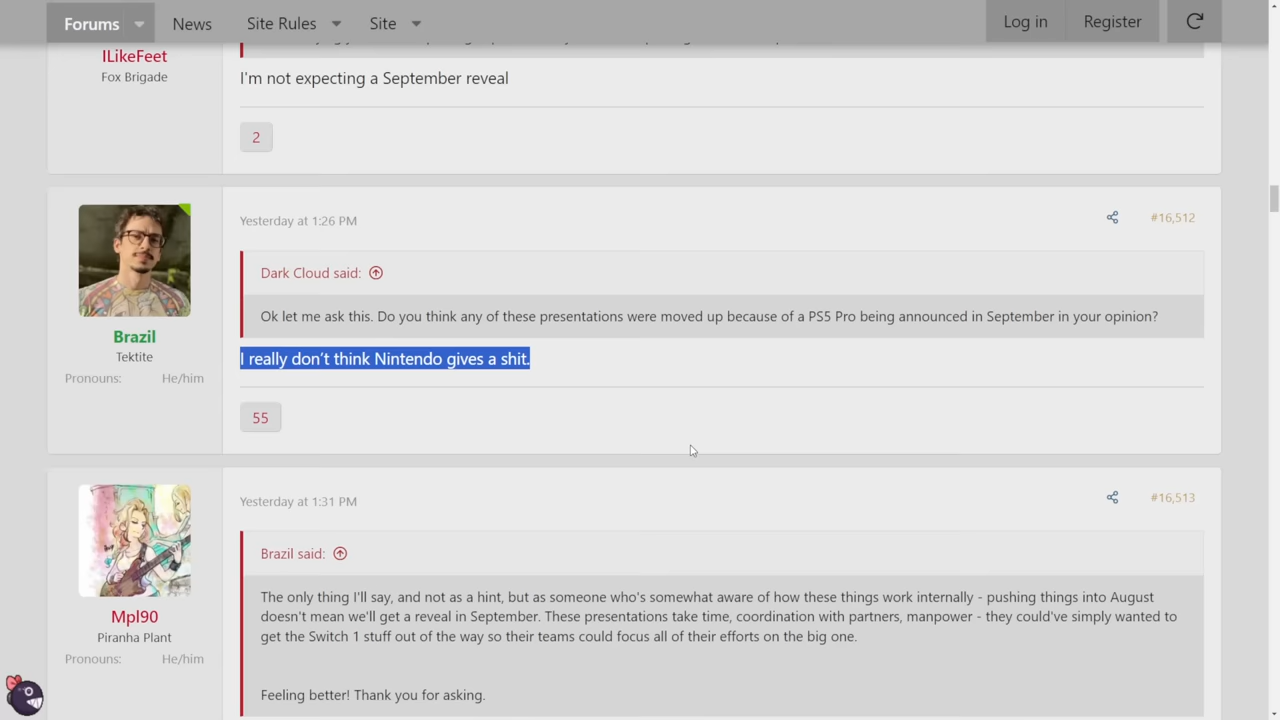 Forums
News
Site Rules
Site
Log in
Register
ILikeFeet
Fox Brigade
I'm not expecting a September reveal
2
Yesterday at 1:26 PM
#16,512
Dark Cloud said:
Ok let me ask this. Do you think any of these presentations were moved up because of a PS5 Pro being announced in September in your opinion?
Brazil
Tektite
Pronouns: He/him
I really don't think Nintendo gives a shit.
55
Yesterday at 1:31 PM
#16,513
Brazil said:
The only thing I'll say, and not as a hint, but as someone who's somewhat aware of how these things work internally - pushing things into August
doesn't mean we'll get a reveal in September. These presentations take time, coordination with partners, manpower - they could've simply wanted to
get the Switch 1 stuff out of the way so their teams could focus all of their efforts on the big one.
Feeling better! Thank you for asking.
Mpl90
Piranha Plant
Pronouns: He/him